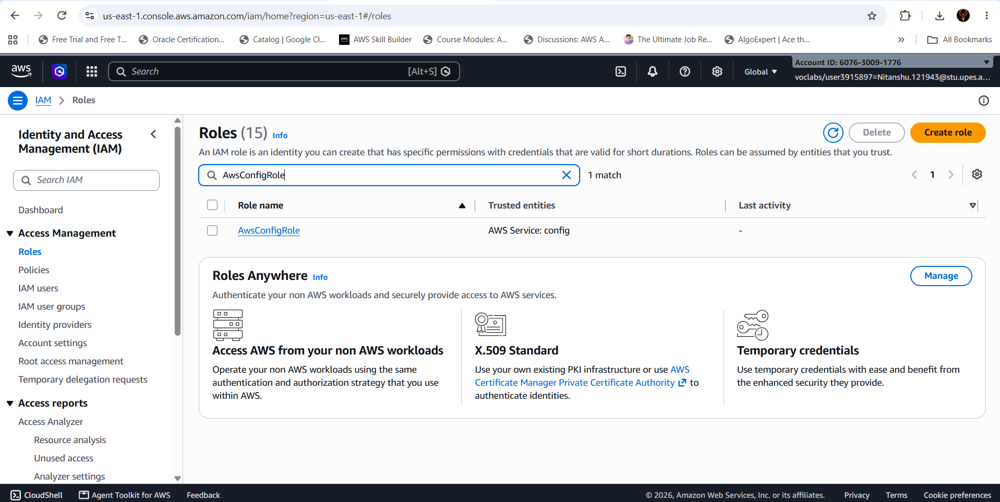 us-east-1.console.aws.amazon.com/iam/home?region=us-east-1#/roles
Free Trial and Free T...
Oracle Certification...
Catalog | Google Cl...
aws
AWS Skill Builder
Course Modules: A...
Discussions: AWS A...
The Ultimate Job Re...
AlgoExpert | Ace th...
All Bookmarks
aws
Search
[Alt+S]
Global
Account ID: 6076-3009-1776
voclabs/user3915897=Nitanshu.121943@stu.upes.a...
IAM
Roles
Identity and Access
Management (IAM)
Search IAM
Dashboard
Access Management
Roles
Policies
IAM users
IAM user groups
Identity providers
Account settings
Root access management
Temporary delegation requests
Access reports
Access Analyzer
Resource analysis
Unused access
Analyzer settings
Roles (15) Info
Delete
Create role
An IAM role is an identity you can create that has specific permissions with credentials that are valid for short durations. Roles can be assumed by entities that you trust.
AwsConfigRole
1 match
1
Role name
Trusted entities
Last activity
AwsConfigRole
AWS Service: config
-
Roles Anywhere Info
Manage
Authenticate your non AWS workloads and securely provide access to AWS services.
Access AWS from your non AWS workloads
Operate your non AWS workloads using the same
authentication and authorization strategy that you use
within AWS.
X.509 Standard
Use your own existing PKI infrastructure or use AWS
Certificate Manager Private Certificate Authority to
authenticate identities.
Temporary credentials
Use temporary credentials with ease and benefit from
the enhanced security they provide.
CloudShell
Agent Toolkit for AWS
Feedback
© 2026, Amazon Web Services, Inc. or its affiliates.
Privacy
Terms
Cookie preferences